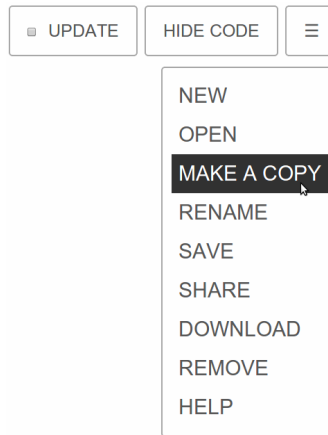 UPDATE HIDE CODE ☰
NEW
OPEN
MAKE A COPY
RENAME
SAVE
SHARE
DOWNLOAD
REMOVE
HELP